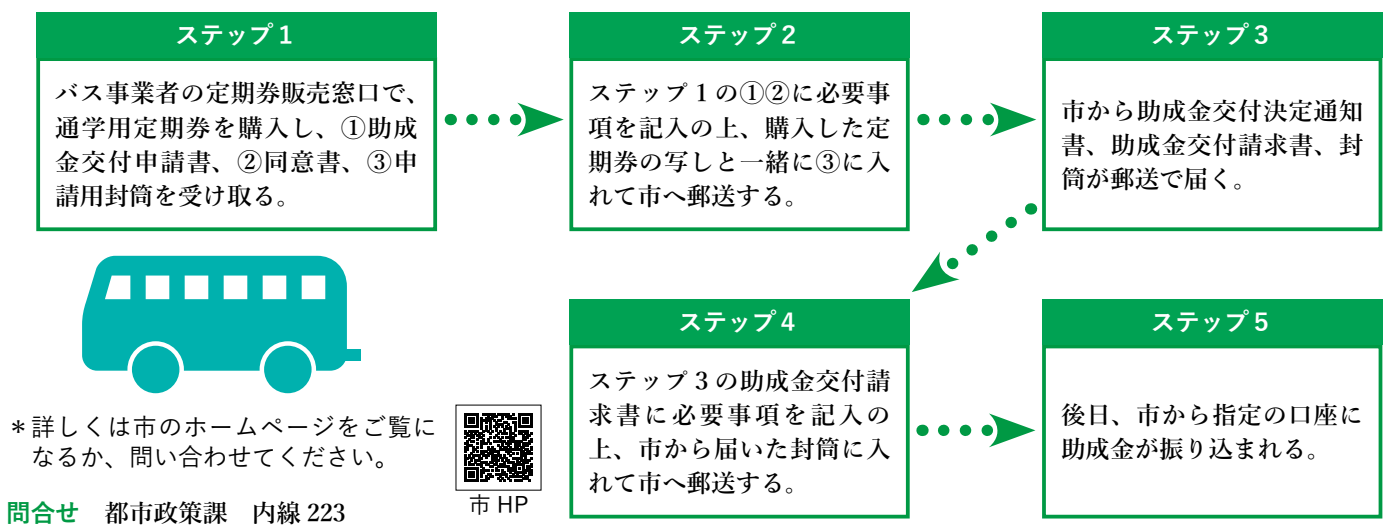 ステップ1
バス事業者の定期券販売窓口で、
通学用定期券を購入し、①助成
金交付申請書、②同意書、③申
請用封筒を受け取る。
ステップ2
ステップ1の①②に必要事
項を記入の上、購入した定
期券の写しと一緒に③に入
れて市へ郵送する。
ステップ3
市から助成金交付決定通知
書、助成金交付請求書、封
筒が郵送で届く。
ステップ4
ステップ3の助成金交付請
求書に必要事項を記入の
上、市から届いた封筒に入
れて市へ郵送する。
ステップ5
後日、市から指定の口座に
助成金が振り込まれる。
*詳しくは市のホームページをご覧に
なるか、問い合わせてください。
市HP
問合せ 都市政策課 内線223